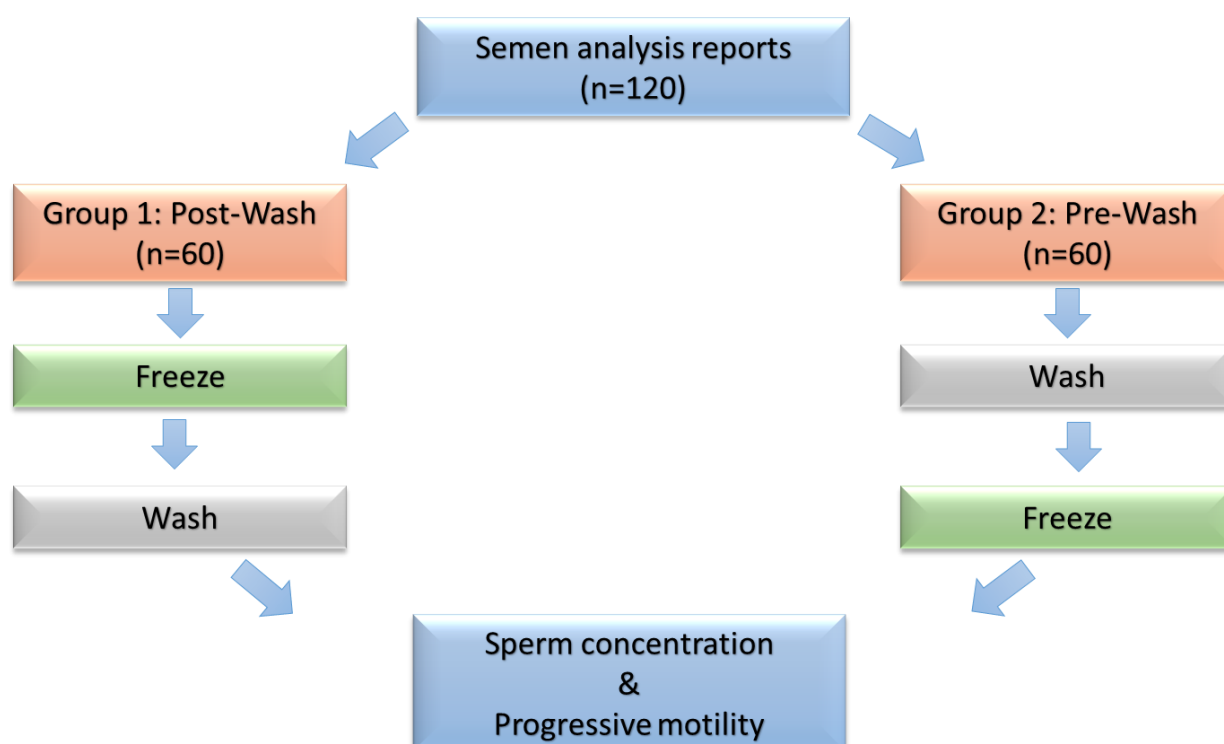 Semen analysis reports
(n=120)
Group 1: Post-Wash
(n=60)
Group 2: Pre-Wash
(n=60)
Freeze
Wash
Wash
Freeze
Sperm concentration
&
Progressive motility